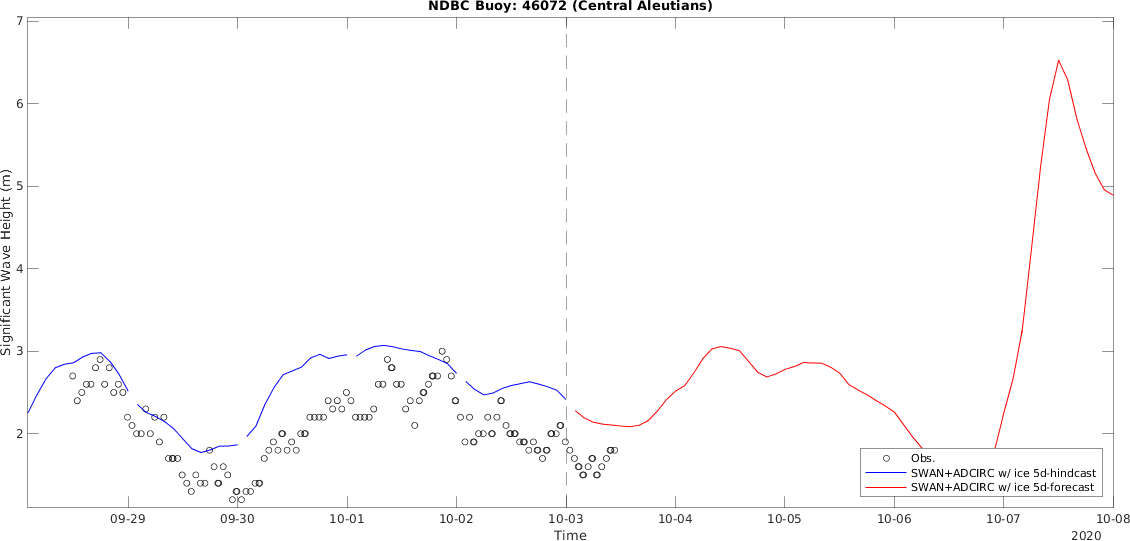 NDBC Buoy: 46072 (Central Aleutians)
7
6
5
4
3
2
Significant Wave Height (m)
Obs.
SWAN+ADCIRC w/ ice 5d-hindcast
SWAN+ADCIRC w/ ice 5d-forecast
09-29 09-30 10-01 10-02 10-03 10-04 10-05 10-06 10-07 10-08
Time
2020